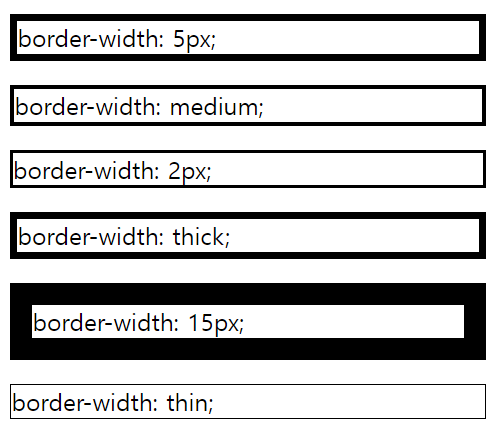 border-width: 5px;
border-width: medium;
border-width: 2px;
border-width: thick;
border-width: 15px;
border-width: thin;